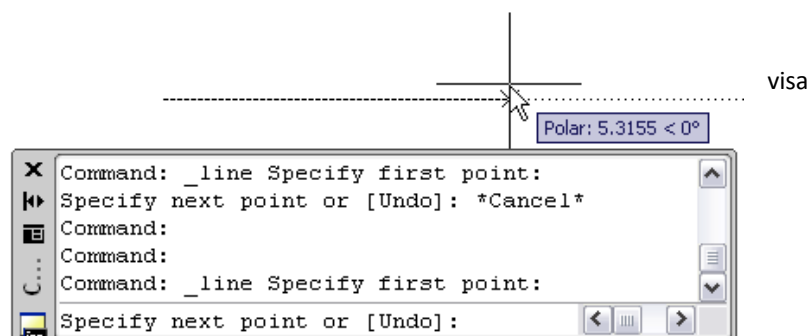 visa
Polar: 5.3155 < 0°
Command: _line Specify first point:
Specify next point or [Undo]: *Cancel*
Command:
Command:
Command: _line Specify first point:
Specify next point or [Undo]: